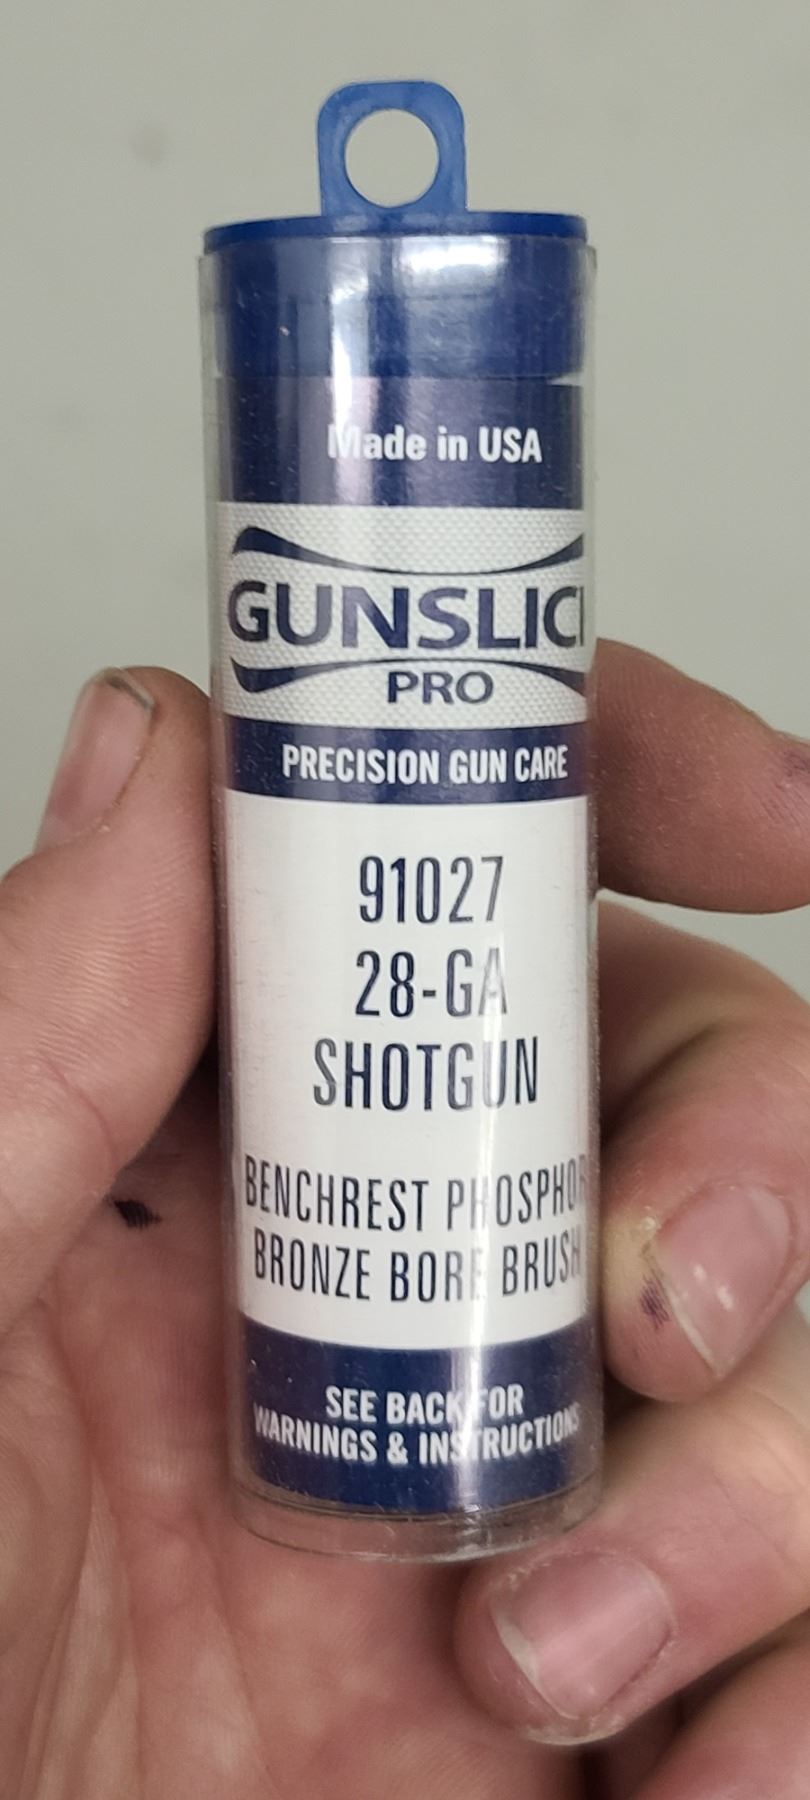 Made in USA
GUNSLICK
PRO
PRECISION GUN CARE
91027
28-GA
SHOTGUN
BENCHREST PHOSPHOR
BRONZE BORE BRUSH
SEE BACK FOR
WARNINGS & INSTRUCTIONS